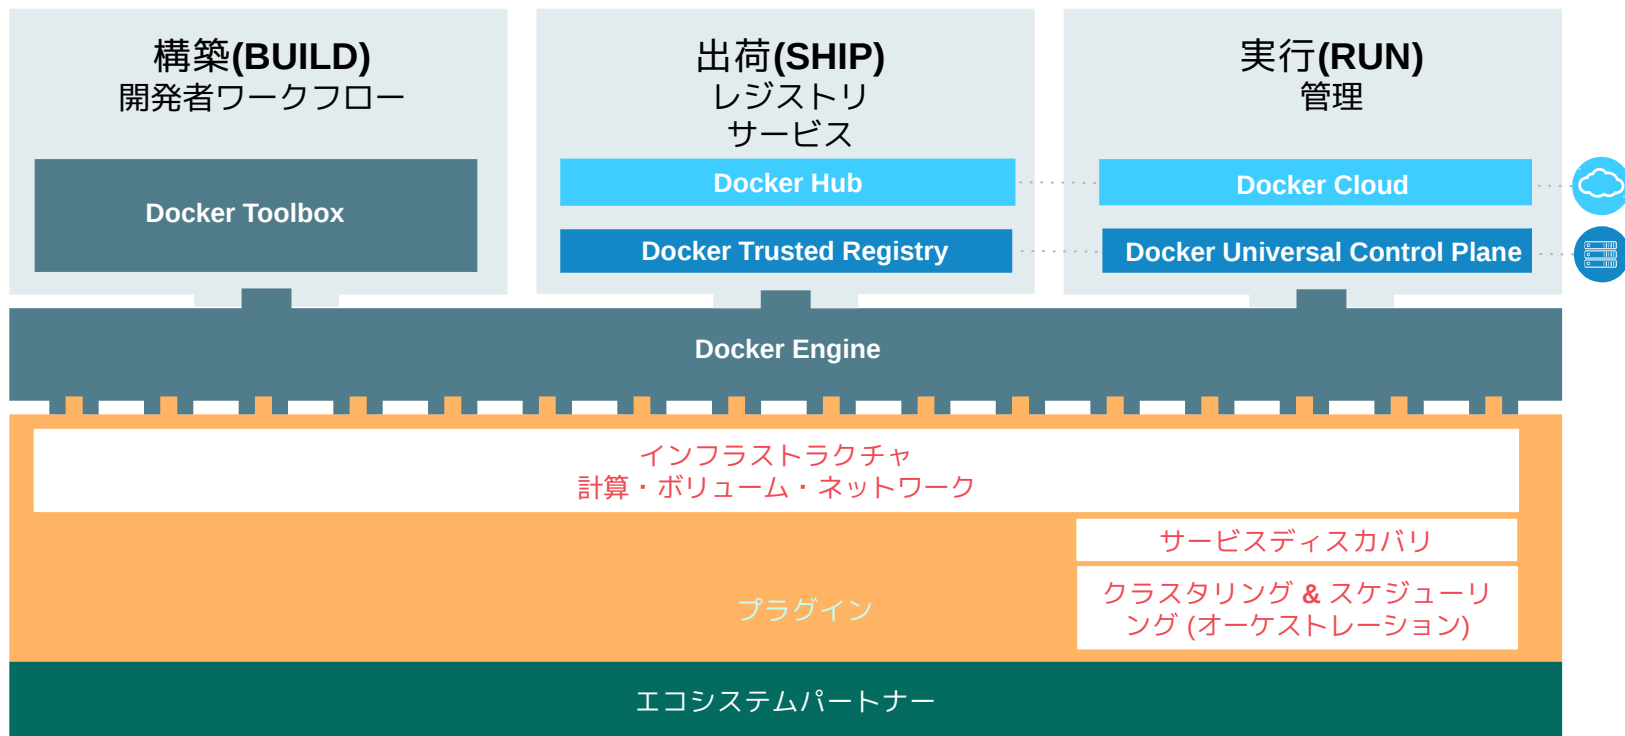 構築(BUILD)
開発者ワークフロー
Docker Toolbox
出荷(SHIP)
レジストリ
サービス
Docker Hub
Docker Trusted Registry
実行(RUN)
管理
Docker Cloud
Docker Universal Control Plane
Docker Engine
インフラストラクチャ
計算・ボリューム・ネットワーク
サービスディスカバリ
プラグイン
クラスタリング & スケジューリ
ング (オーケストレーション)
エコシステムパートナー